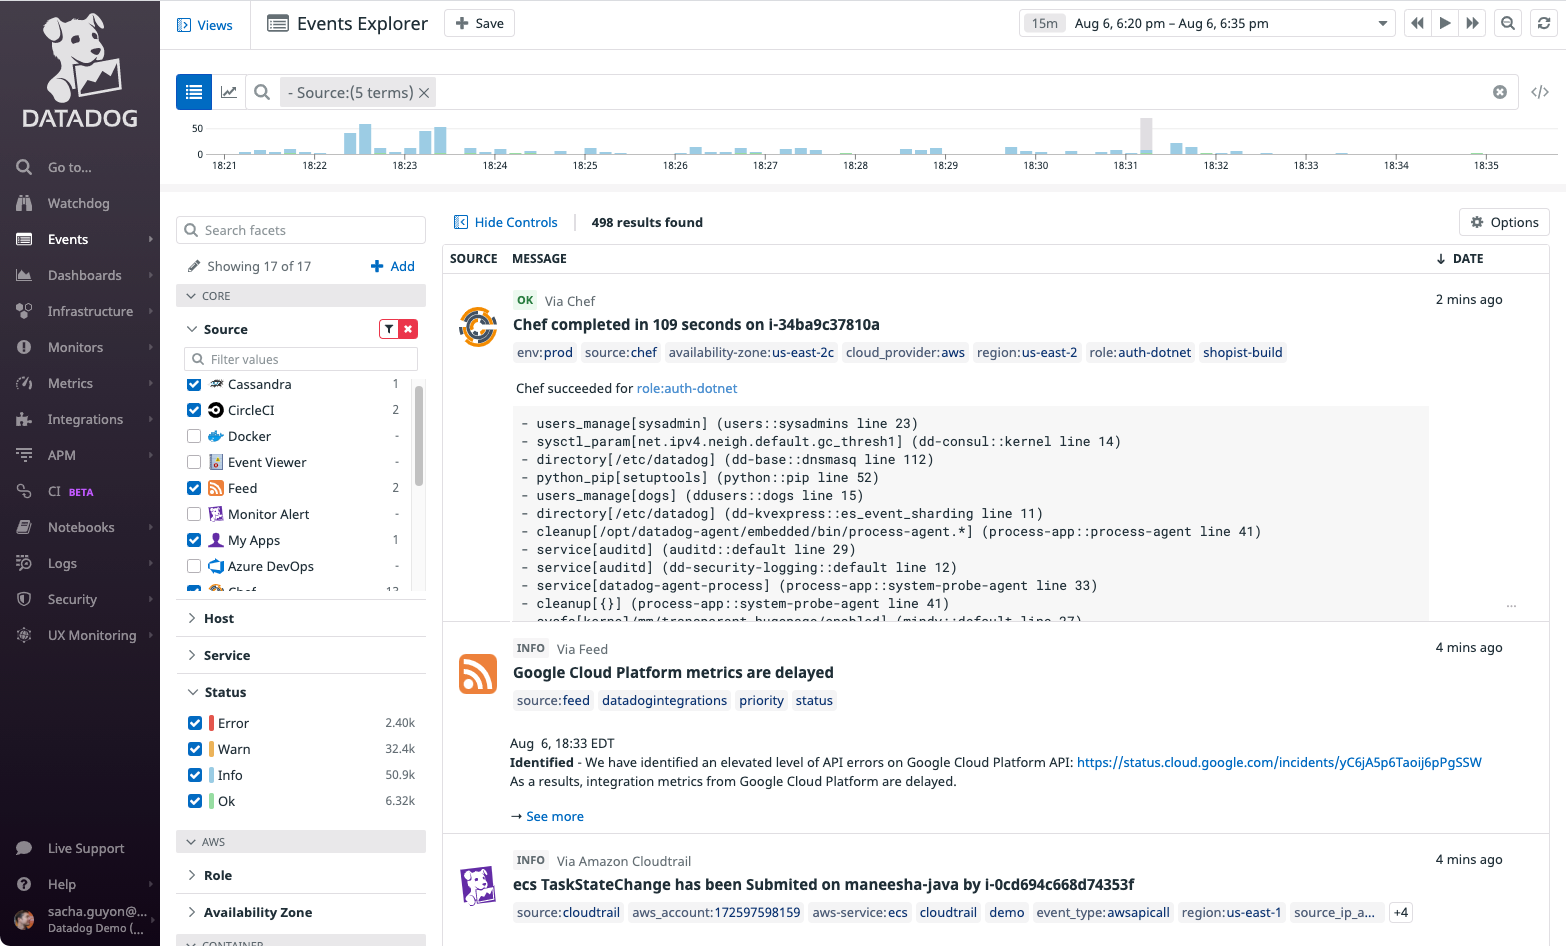 DATADOG
Go to...
Watchdog
Events
Dashboards
Infrastructure
Monitors
Metrics
Integrations
APM
CI BETA
Notebooks
Logs
Security
UX Monitoring
Live Support
Help
sacha.guyon@...
Datadog Demo (...
Views
Events Explorer
Save
15m Aug 6, 6:20 pm – Aug 6, 6:35 pm
- Source:(5 terms)
</>
50
0
18:21 18:22 18:23 18:24 18:25 18:26 18:27 18:28 18:29 18:30 18:31 18:32 18:33 18:34 18:35
Search facets
Showing 17 of 17
Add
CORE
Source
Filter values
Cassandra 1
CircleCI 2
Docker -
Event Viewer -
Feed 2
Monitor Alert -
My Apps 1
Azure DevOps -
Chef 13
Host
Service
Status
Error 2.40k
Warn 32.4k
Info 50.9k
Ok 6.32k
AWS
Role
Availability Zone
CONTAINER
Hide Controls
498 results found
Options
SOURCE MESSAGE DATE
OK Via Chef 2 mins ago
Chef completed in 109 seconds on i-34ba9c37810a
env:prod source:chef availability-zone:us-east-2c cloud_provider:aws region:us-east-2 role:auth-dotnet shopist-build
Chef succeeded for role:auth-dotnet
- users_manage[sysadmin] (users::sysadmins line 23)
- sysctl_param[net.ipv4.neigh.default.gc_thresh1] (dd-consul::kernel line 14)
- directory[/etc/datadog] (dd-base::dnsmasq line 112)
- python_pip[setuptools] (python::pip line 52)
- users_manage[dogs] (ddusers::dogs line 15)
- directory[/etc/datadog] (dd-kvexpress::es_event_sharding line 11)
- cleanup[/opt/datadog-agent/embedded/bin/process-agent.*] (process-app::process-agent line 41)
- service[auditd] (auditd::default line 29)
- service[auditd] (dd-security-logging::default line 12)
- service[datadog-agent-process] (process-app::system-probe-agent line 33)
- cleanup[{}] (process-app::system-probe-agent line 41)
- sysfs[kernel/mm/transparent_hugepage/enabled] (mindy::default line 27)
...
INFO Via Feed 4 mins ago
Google Cloud Platform metrics are delayed
source:feed datadogintegrations priority status
Aug 6, 18:33 EDT
Identified - We have identified an elevated level of API errors on Google Cloud Platform API: https://status.cloud.google.com/incidents/yC6jA5p6Taoij6pPgSSW
As a results, integration metrics from Google Cloud Platform are delayed.
→ See more
INFO Via Amazon Cloudtrail 4 mins ago
ecs TaskStateChange has been Submited on maneesha-java by i-0cd694c668d74353f
source:cloudtrail aws_account:172597598159 aws-service:ecs cloudtrail demo event_type:awsapicall region:us-east-1 source_ip_a... +4